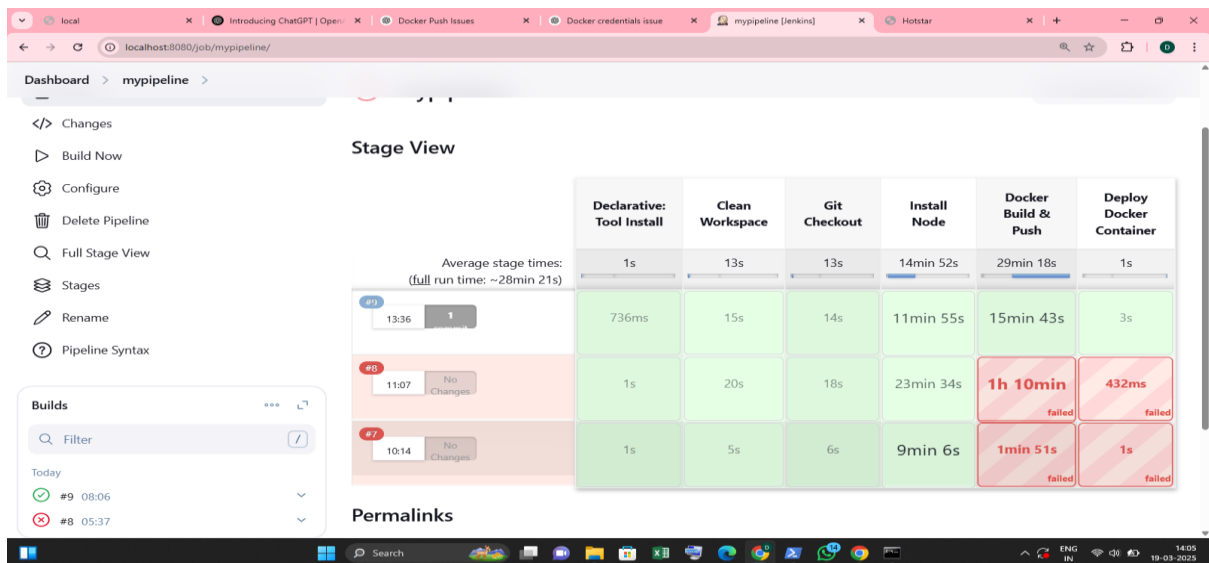 local
Introducing ChatGPT | Open
Docker Push Issues
Docker credentials issue
mypipeline [Jenkins]
Hotstar
localhost:8080/job/mypipeline/
D
Dashboard > mypipeline >
</> Changes
Build Now
Configure
Delete Pipeline
Full Stage View
Stages
Rename
Pipeline Syntax
Builds
Filter
/
Today
#9 08:06
#8 05:37
Stage View
Declarative: Tool Install
Clean Workspace
Git Checkout
Install Node
Docker Build & Push
Deploy Docker Container
Average stage times:
(full run time: ~28min 21s)
1s
13s
13s
14min 52s
29min 18s
1s
#9
13:36
1
736ms
15s
14s
11min 55s
15min 43s
3s
#8
11:07
No Changes
1s
20s
18s
23min 34s
1h 10min
failed
432ms
failed
#7
10:14
No Changes
1s
5s
6s
9min 6s
1min 51s
failed
1s
failed
Permalinks
Search
14
ENG
IN
14:05
19-03-2025